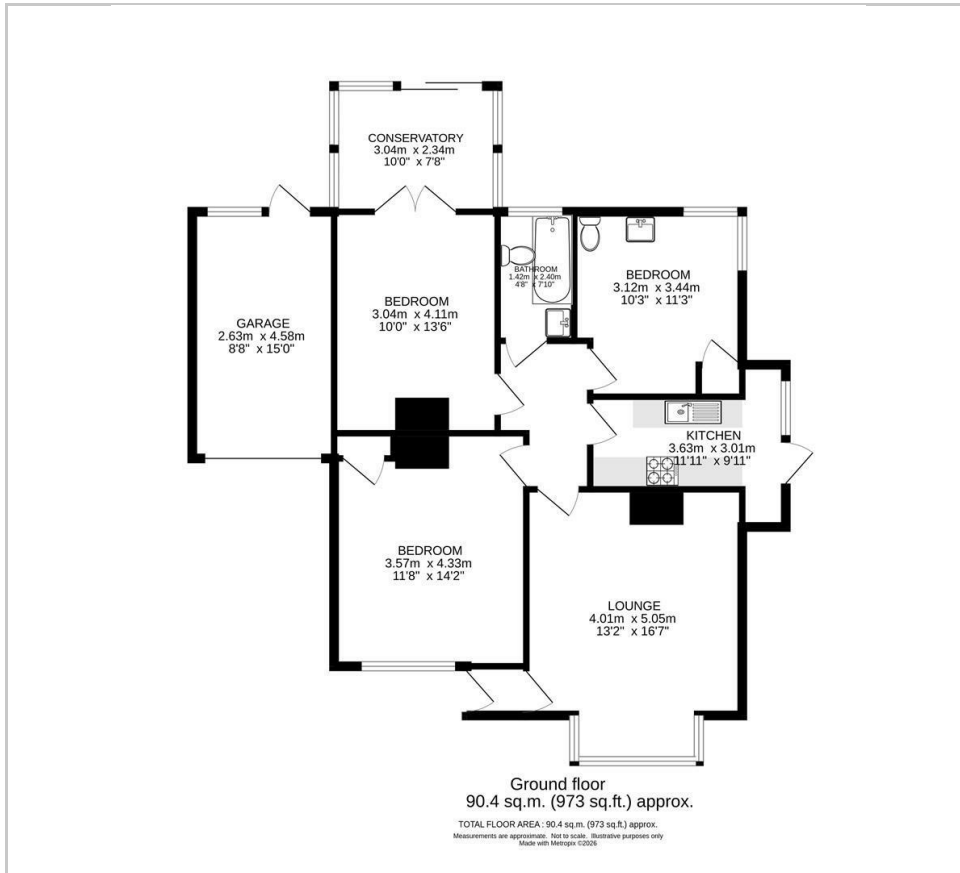 CONSERVATORY
3.04m x 2.34m
10'0" x 7'8"
BATHROOM
1.42m x 2.40m
4'8" x 7'10"
BEDROOM
3.12m x 3.44m
10'3" x 11'3"
BEDROOM
3.04m x 4.11m
10'0" x 13'6"
GARAGE
2.63m x 4.58m
8'8" x 15'0"
KITCHEN
3.63m x 3.01m
11'11" x 9'11"
BEDROOM
3.57m x 4.33m
11'8" x 14'2"
LOUNGE
4.01m x 5.05m
13'2" x 16'7"
Ground floor
90.4 sq.m. (973 sq.ft.) approx.
TOTAL FLOOR AREA : 90.4 sq.m. (973 sq.ft.) approx.
Measurements are approximate. Not to scale. Illustrative purposes only
Made with Metropix ©2026